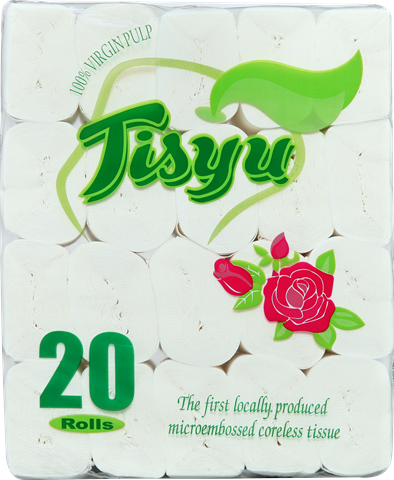 100% VIRGIN PULP
Tisyu
20
Rolls
The first locally produced
microembossed coreless tissue